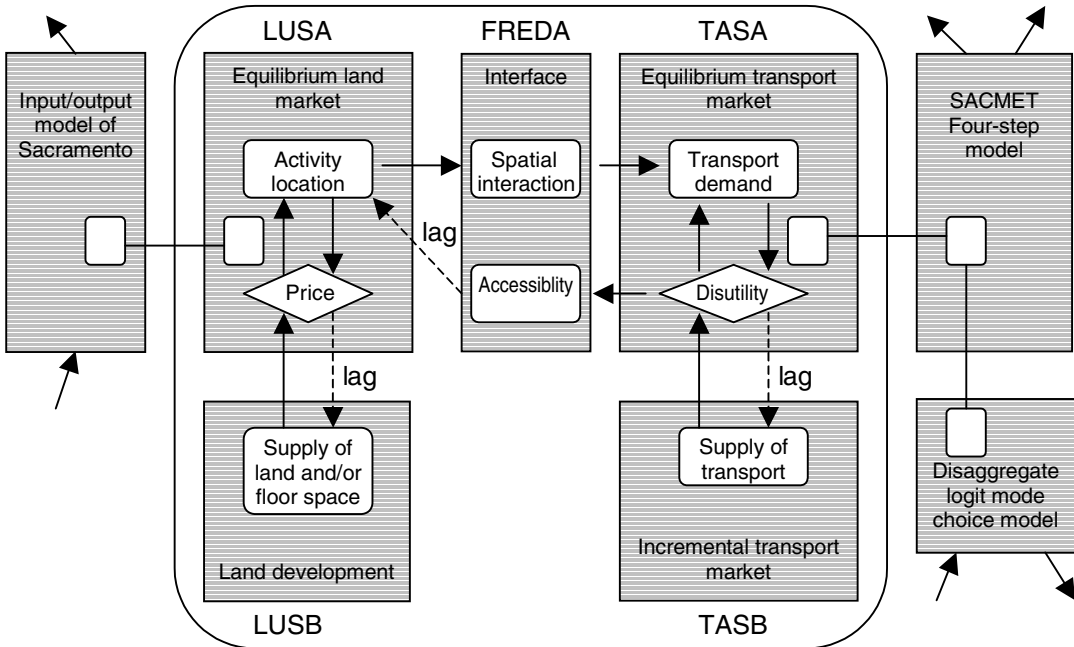 LUSA
FREDA
TASA
Input/output
model of
Sacramento
Equilibrium land
market
Activity
location
Price
lag
Supply of
land and/or
floor space
Land development
LUSB
Interface
Spatial
interaction
lag
Accessiblity
Equilibrium transport
market
Transport
demand
Disutility
lag
Supply of
transport
Incremental transport
market
TASB
SACMET
Four-step
model
Disaggregate
logit mode
choice model